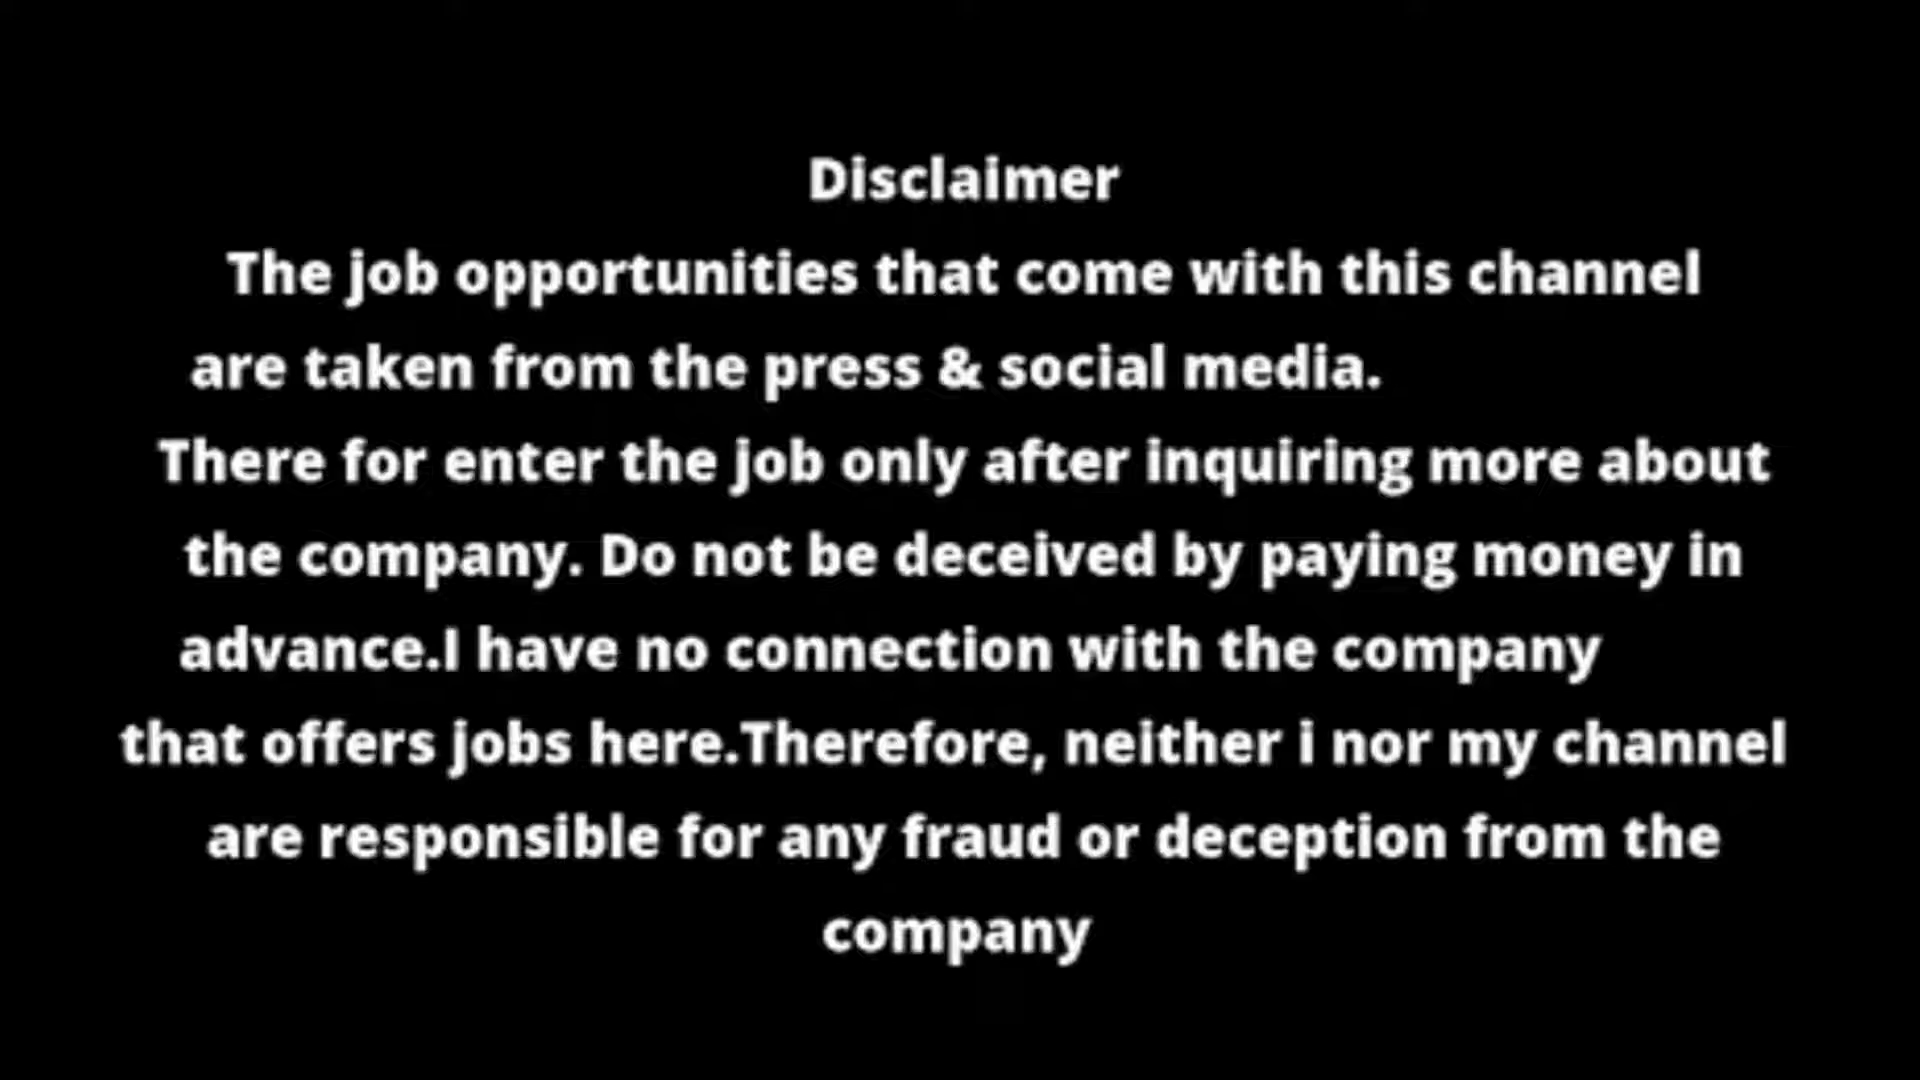 Disclaimer
The job opportunities that come with this channel
are taken from the press & social media.
There for enter the job only after inquiring more about
the company. Do not be deceived by paying money in
advance.I have no connection with the company
that offers jobs here.Therefore, neither i nor my channel
are responsible for any fraud or deception from the
company